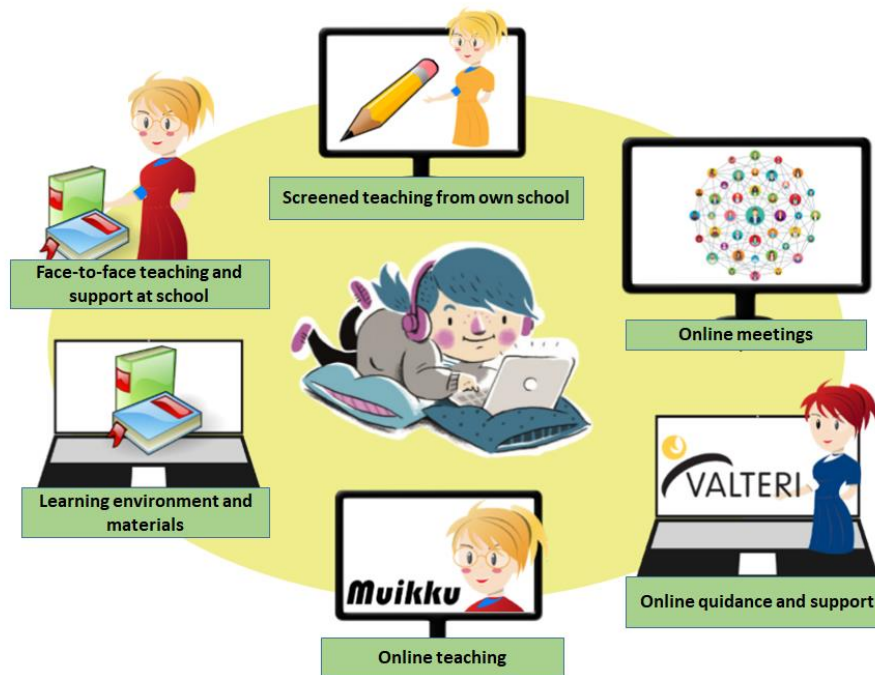 Screened teaching from own school
Face-to-face teaching and
support at school
Online meetings
Learning environment and
materials
VALTERI
Online quidance and support
Muikku
Online teaching